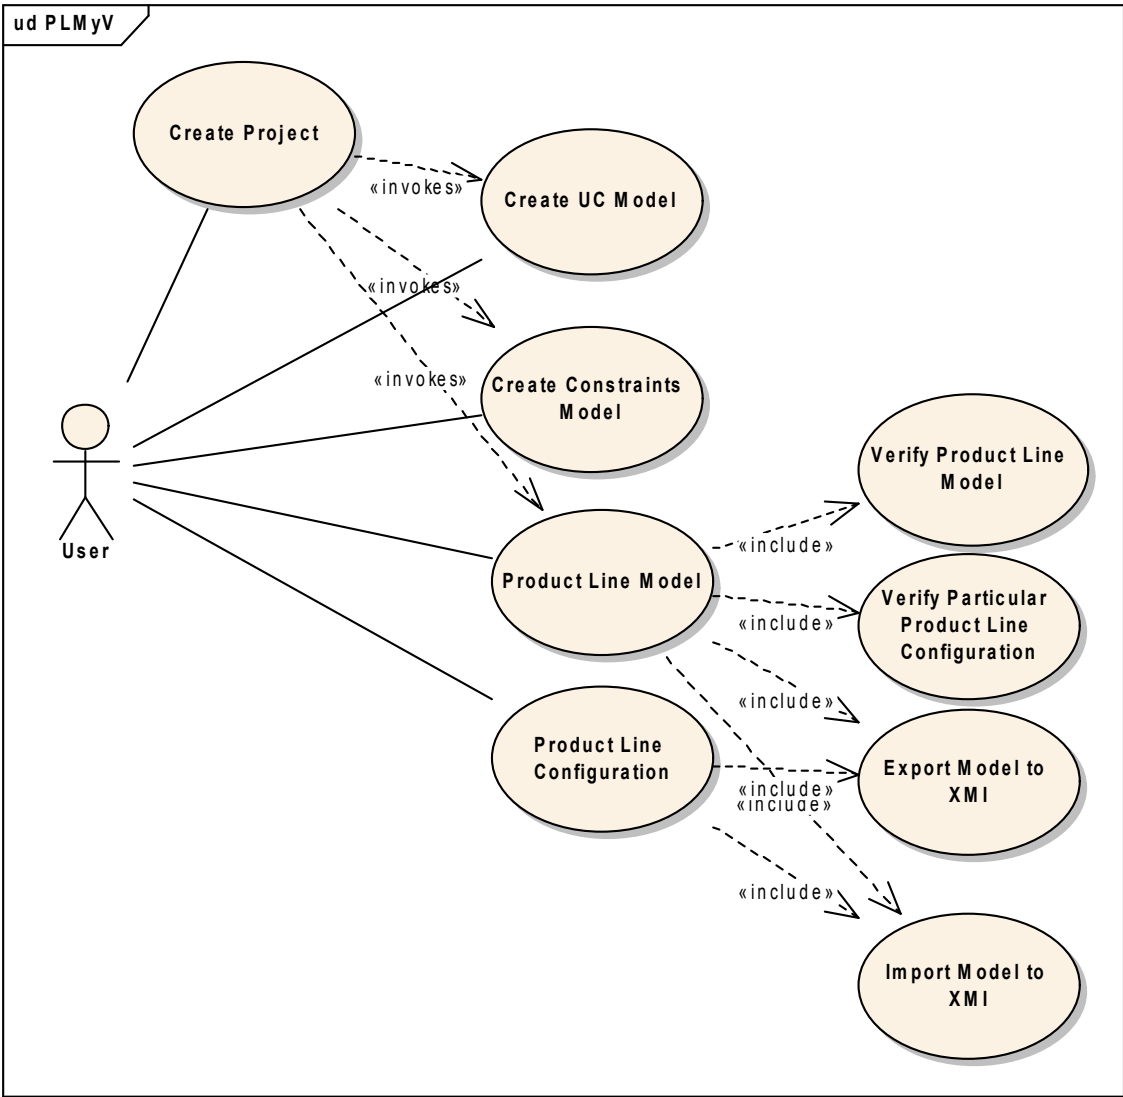 ud PLMyV
Create Project
«invokes»
Create UC Model
«invokes»
«invokes»
Create Constraints
Model
User
Verify Product Line
Model
«include»
Product Line Model
Verify Particular
Product Line
Configuration
«include»
«include»
Product Line
Configuration
Export Model to
XMI
«include»
«include»
«include»
Import Model to
XMI